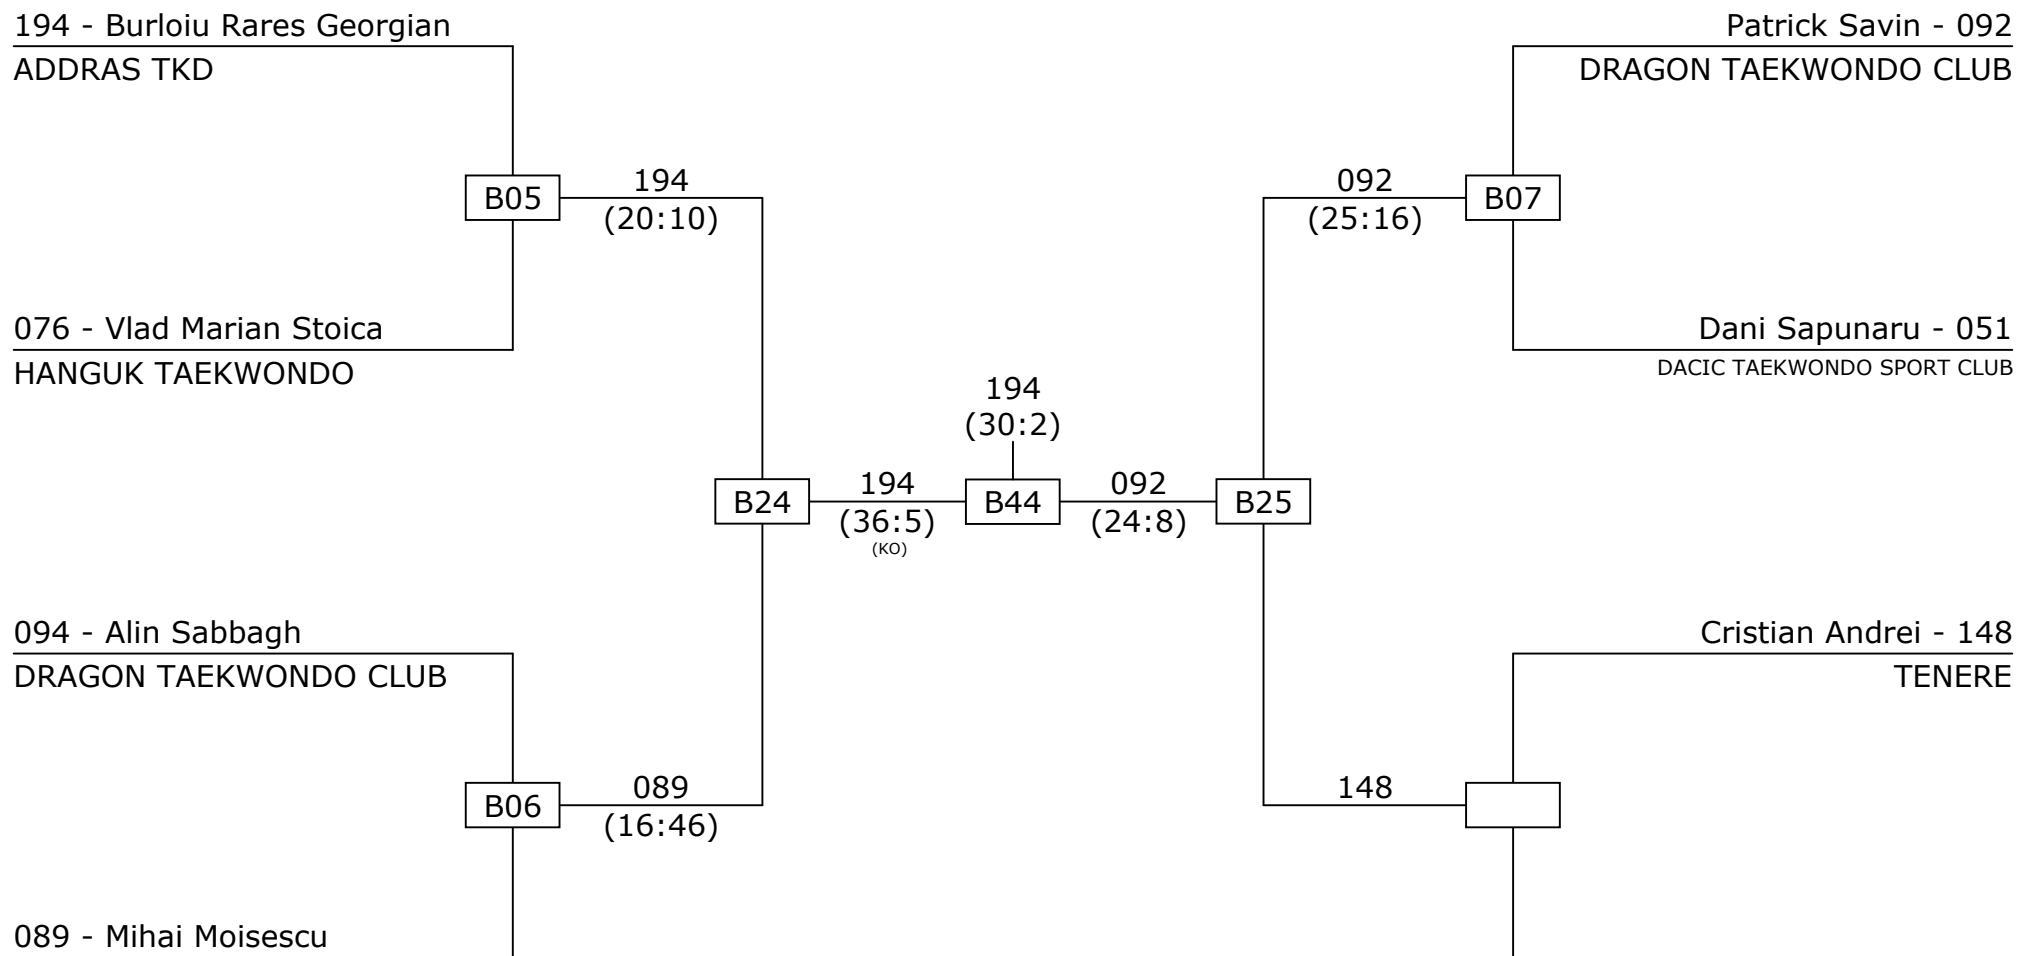 194 - Burloiu Rares Georgian
ADDRAS TKD
Patrick Savin - 092
DRAGON TAEKWONDO CLUB
B05
194
(20:10)
092
(25:16)
B07
076 - Vlad Marian Stoica
HANGUK TAEKWONDO
Dani Sapunaru - 051
DACIC TAEKWONDO SPORT CLUB
194
(30:2)
B24
194
(36:5)
(KO)
B44
092
(24:8)
B25
094 - Alin Sabbagh
DRAGON TAEKWONDO CLUB
Cristian Andrei - 148
TENERE
B06
089
(16:46)
148
089 - Mihai Moisescu